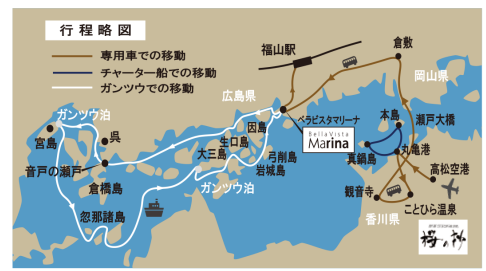 行程略図
専用車での移動
チャーター船での移動
ガンツウでの移動
福山駅
倉敷
岡山県
広島県
ベラビスタマリーナ
BellaVista
Marina
本島
瀬戸大橋
丸亀港
真鍋島
高松空港
観音寺
ことひら温泉
香川県
ガンツウ泊
宮島
呉
音戸の瀬戸
倉橋島
忽那諸島
因島
生口島
大三島
弓削島
岩城島
ガンツウ泊